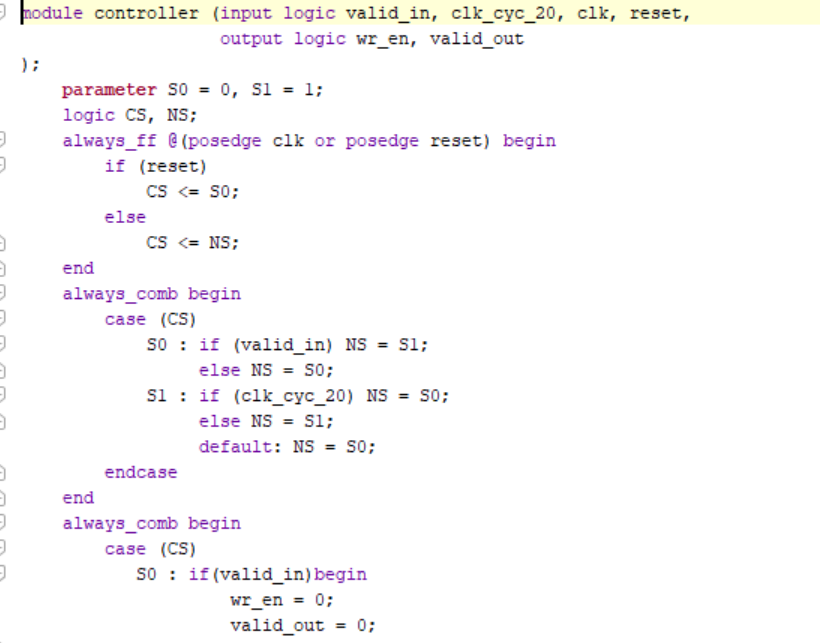 module controller (input logic valid_in, clk_cyc_20, clk, reset,
                   output logic wr_en, valid_out
);
    parameter S0 = 0, S1 = 1;
    logic CS, NS;
    always_ff @(posedge clk or posedge reset) begin
        if (reset)
            CS <= S0;
        else
            CS <= NS;
    end
    always_comb begin
        case (CS)
            S0 : if (valid_in) NS = S1;
                 else NS = S0;
            S1 : if (clk_cyc_20) NS = S0;
                 else NS = S1;
                 default: NS = S0;
        endcase
    end
    always_comb begin
        case (CS)
           S0 : if(valid_in)begin
                    wr_en = 0;
                    valid_out = 0;